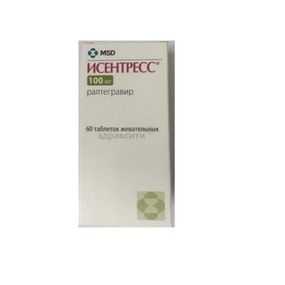 MSD
ИСЕНТРЕСС®
100 мг
ралтегравир
60 таблеток жевательных
здравсити